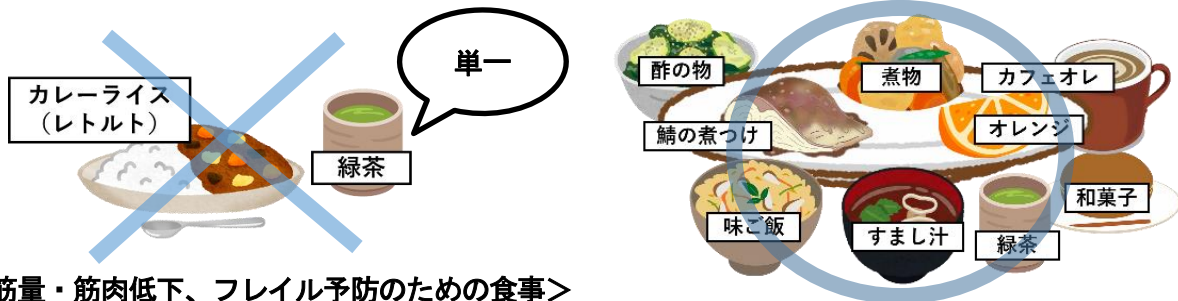 単一
カレーライス
（レトルト）
緑茶
酢の物
煮物
カフェオレ
オレンジ
鯖の煮つけ
和菓子
味ご飯
すまし汁
緑茶
筋量・筋肉低下、フレイル予防のための食事＞